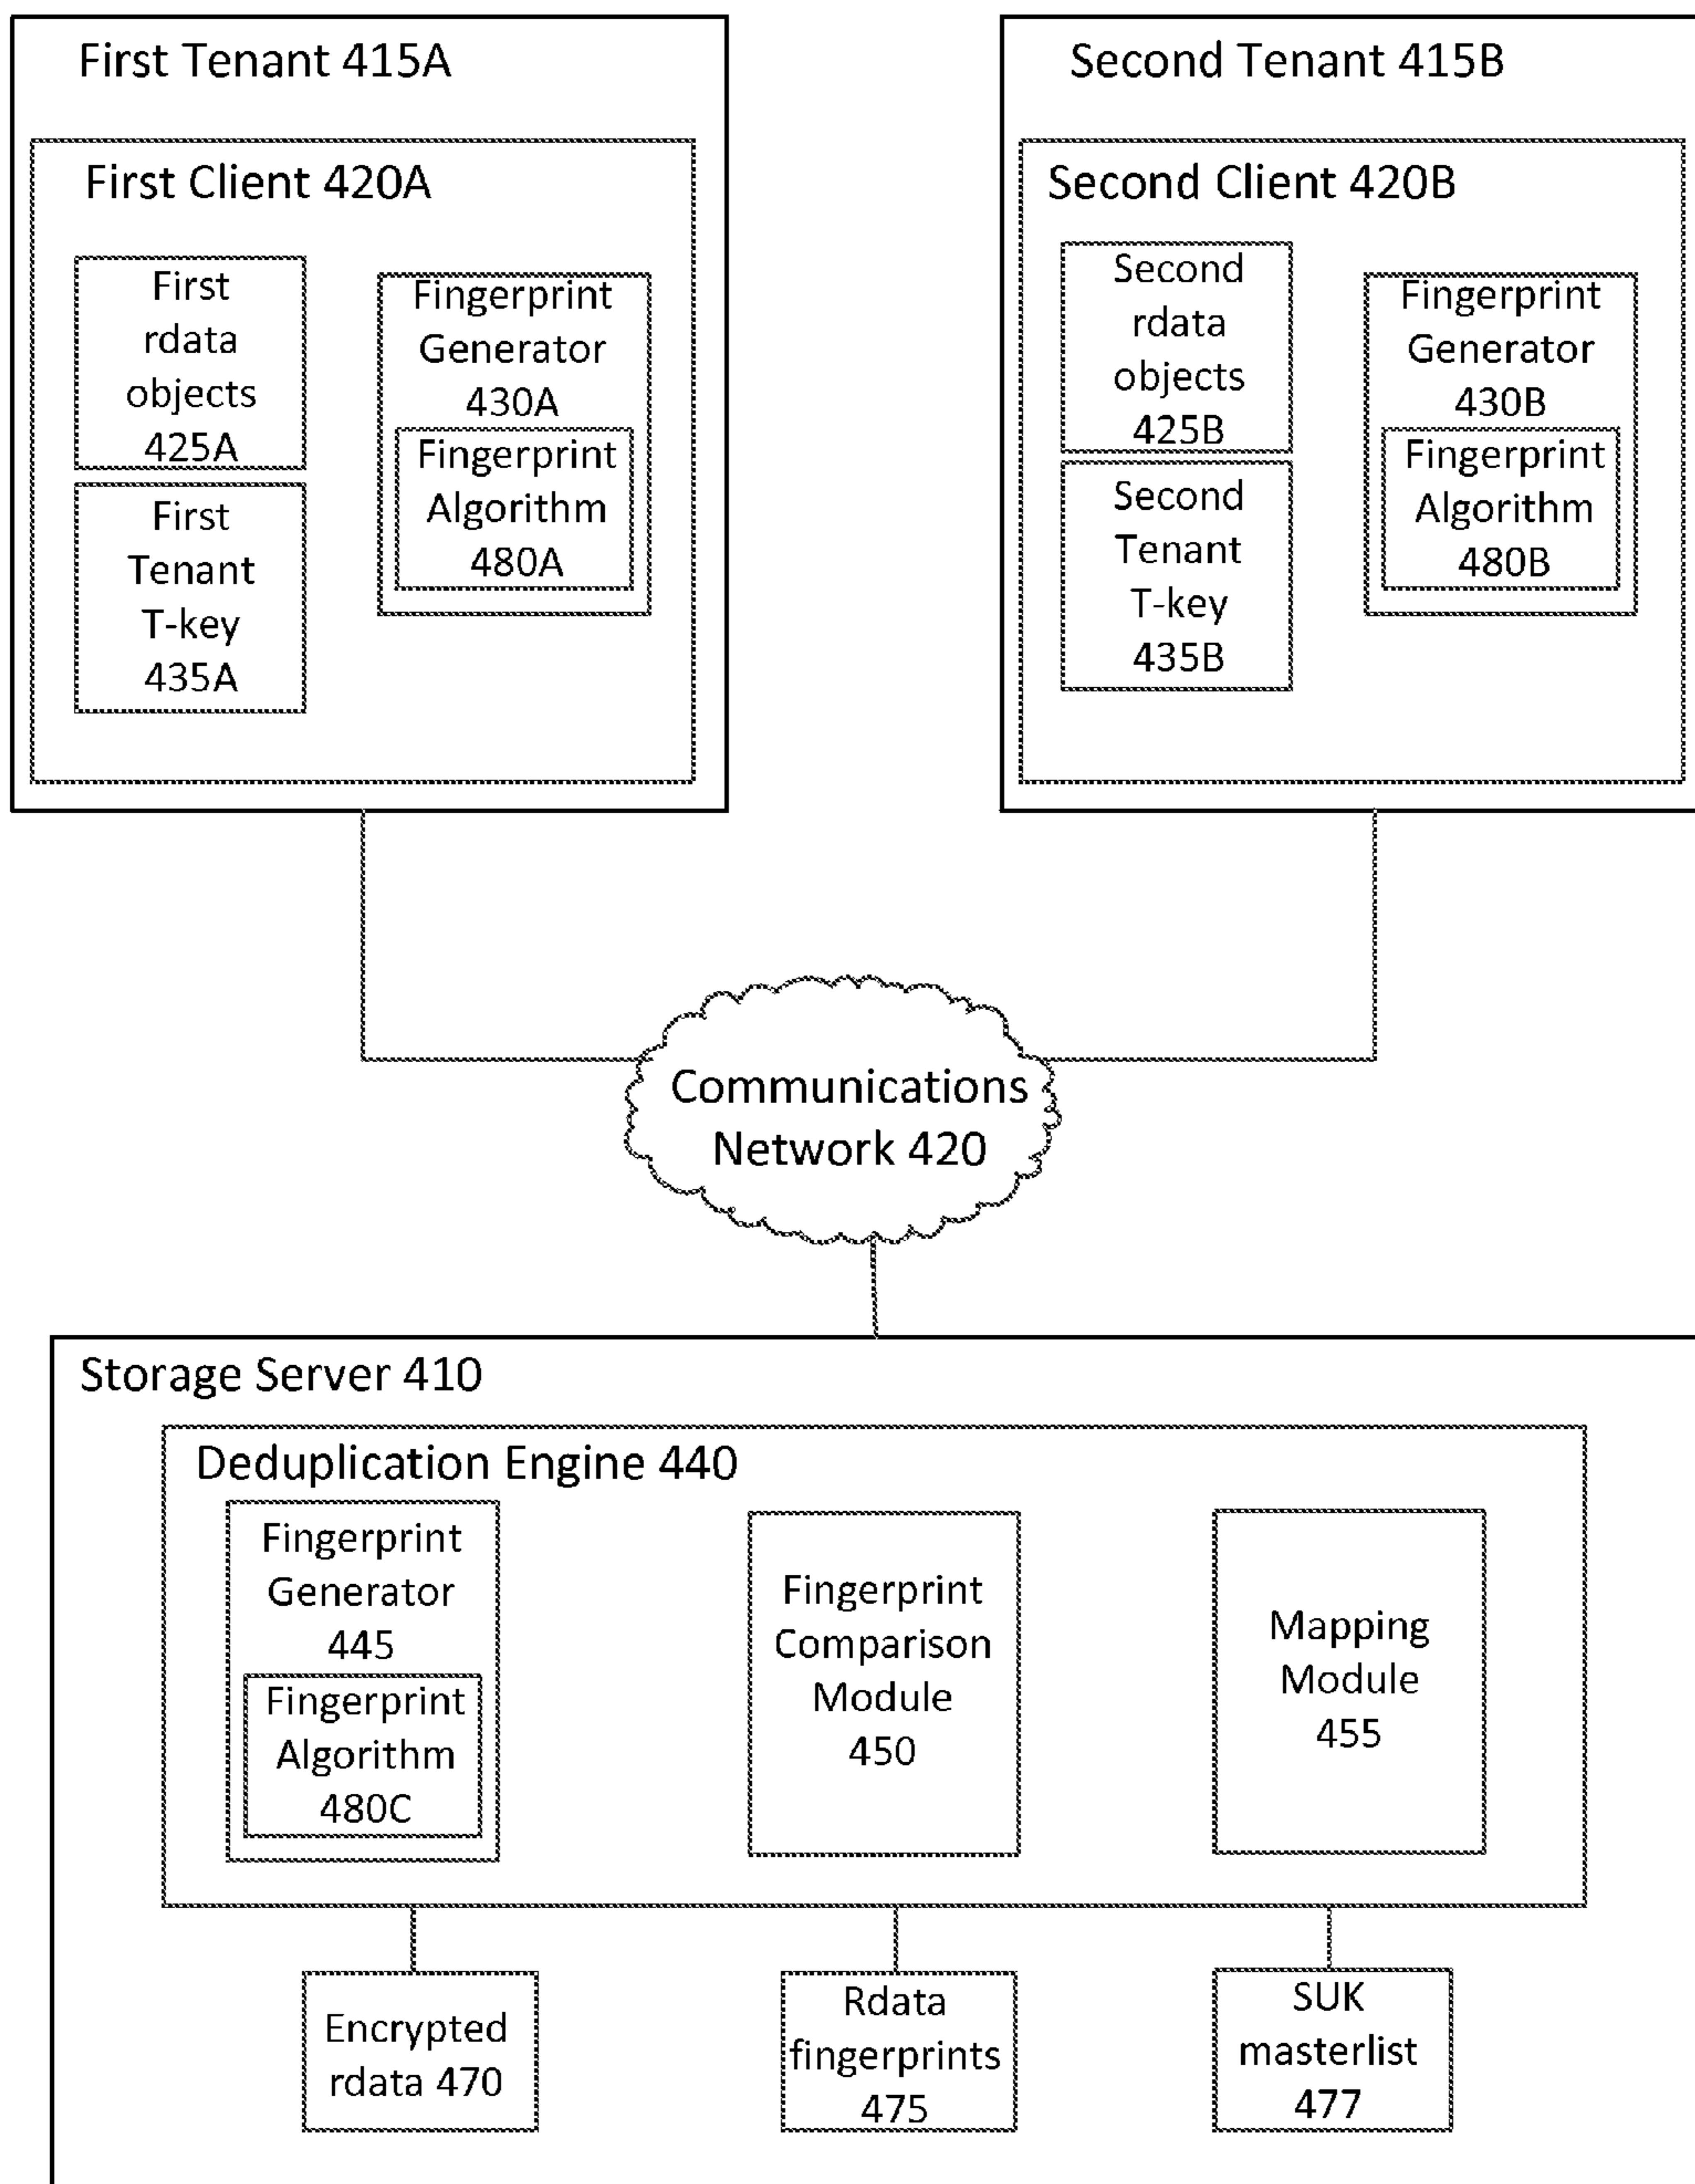 First Tenant 415A
First Client 420A
First
rdata
objects
425A
First
Tenant
T-key
435A
Fingerprint
Generator
430A
Fingerprint
Algorithm
480A
Second Tenant 415B
Second Client 420B
Second
rdata
objects
425B
Second
Tenant
T-key
435B
Fingerprint
Generator
430B
Fingerprint
Algorithm
480B
Communications
Network 420
Storage Server 410
Deduplication Engine 440
Fingerprint
Generator
445
Fingerprint
Algorithm
480C
Fingerprint
Comparison
Module
450
Mapping
Module
455
Encrypted
rdata 470
Rdata
fingerprints
475
SUK
masterlist
477